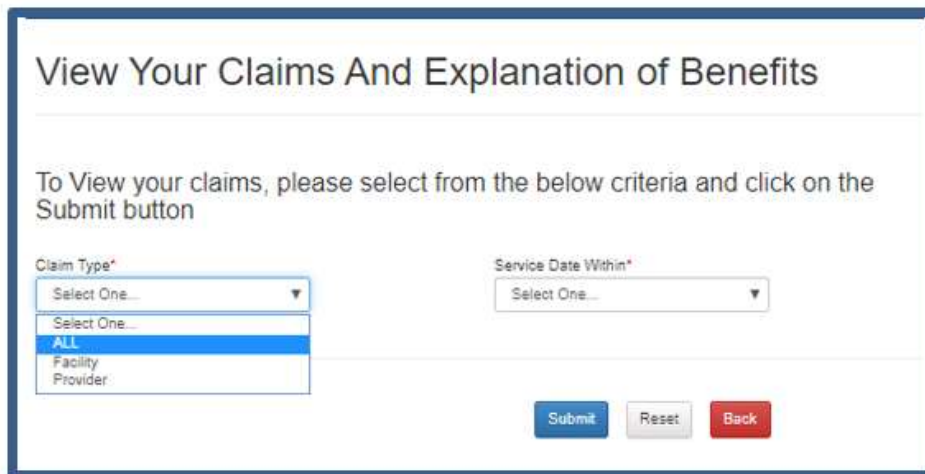 View Your Claims And Explanation of Benefits
To View your claims, please select from the below criteria and click on the
Submit button
Claim Type*
Service Date Within*
Select One...
Select One...
Select One...
ALL
Facility
Provider
Submit
Reset
Back